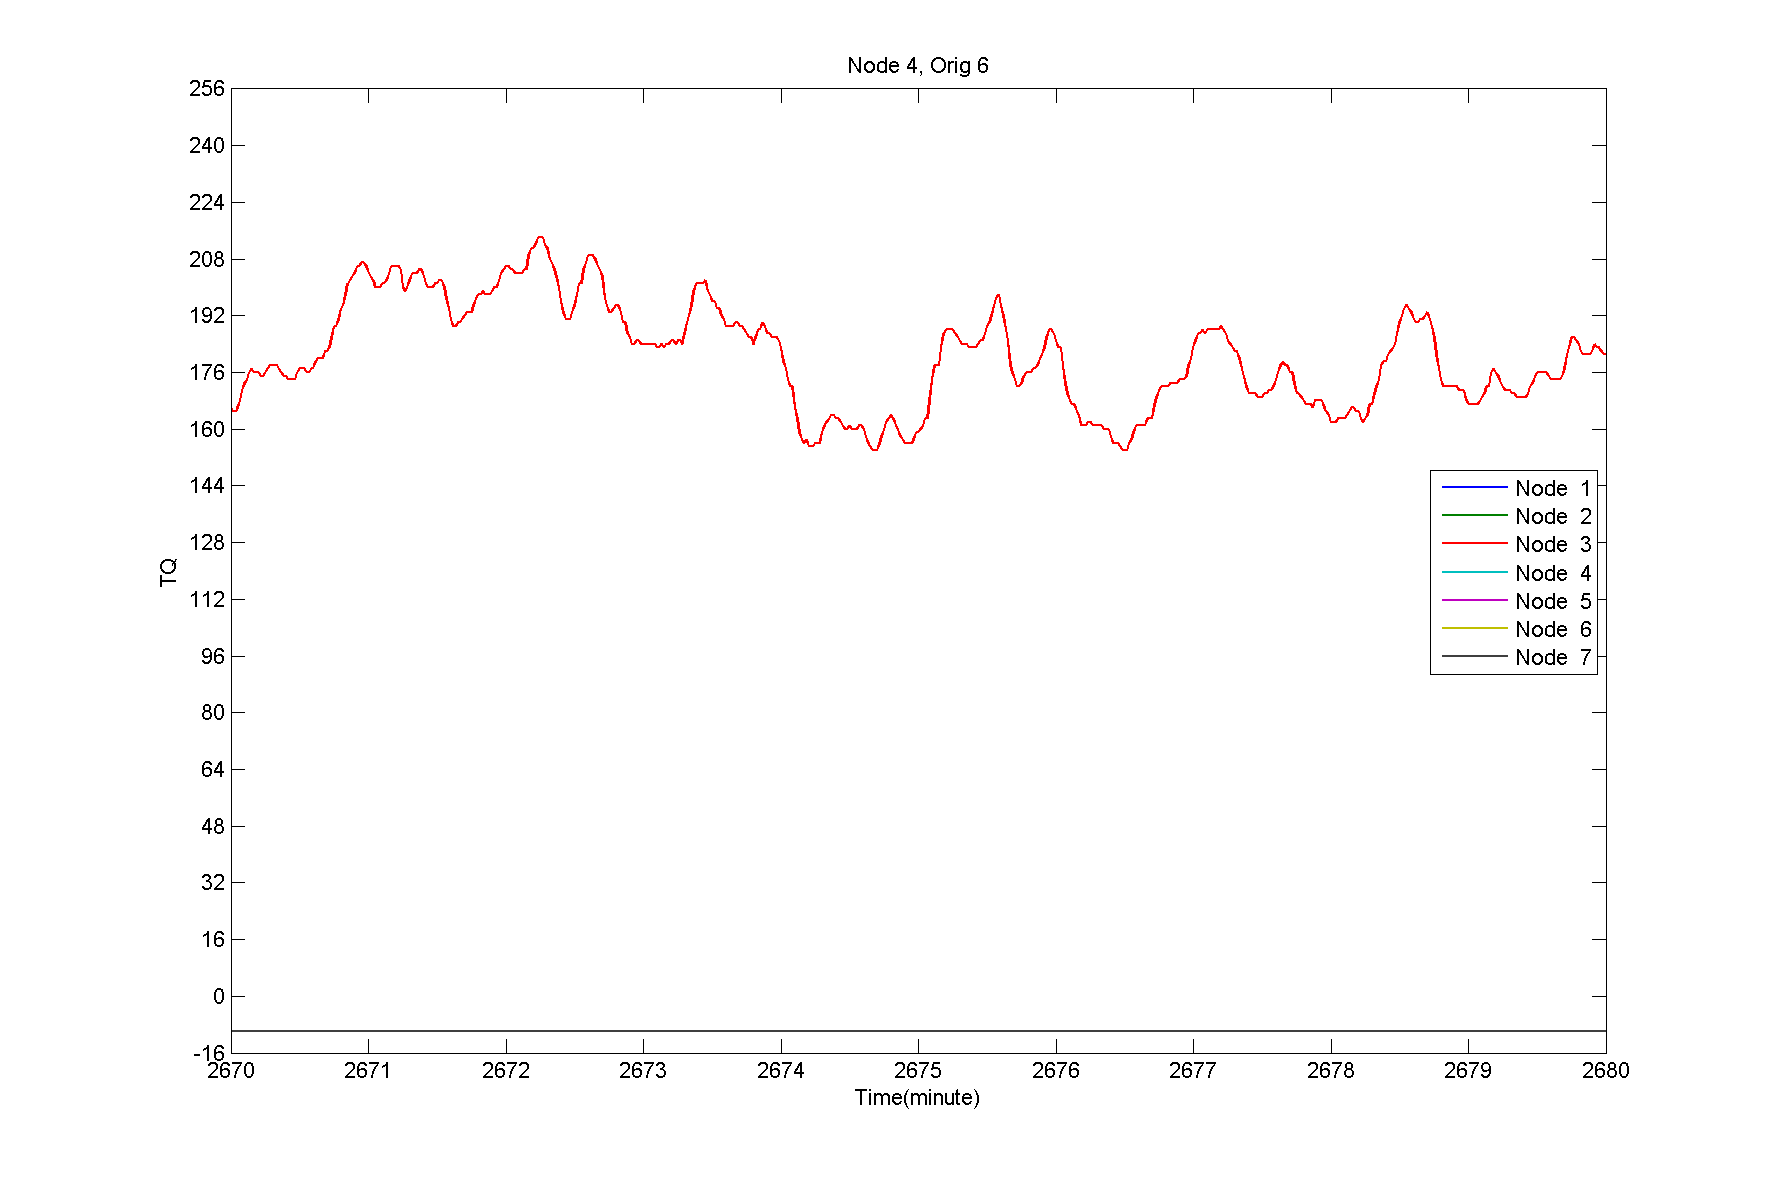 Node 4, Orig 6
256
240
224
208
192
176
160
144
128
112
96
80
64
48
32
16
0
-16
TQ
Node 1
Node 2
Node 3
Node 4
Node 5
Node 6
Node 7
2670 2671 2672 2673 2674 2675 2676 2677 2678 2679 2680
Time(minute)